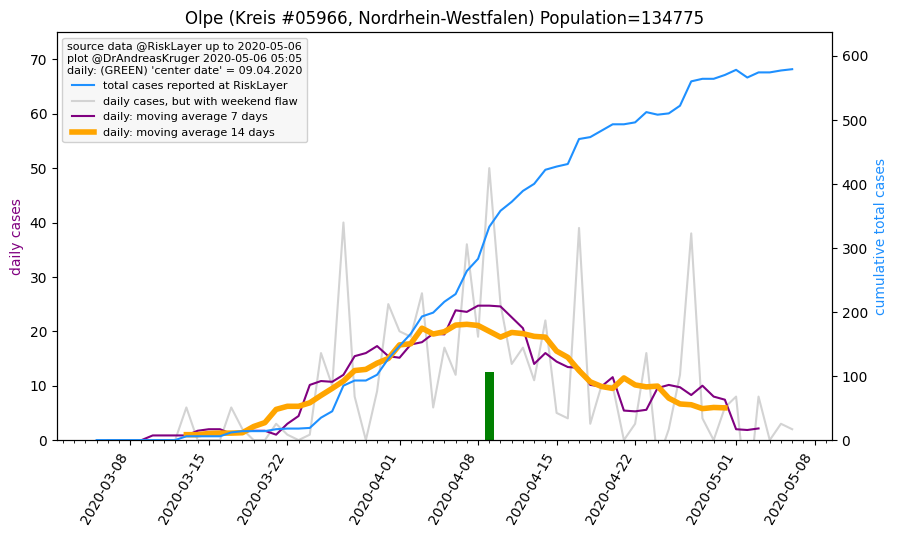 Olpe (Kreis #05966, Nordrhein-Westfalen) Population=134775
source data @RiskLayer up to 2020-05-06
plot @DrAndreasKruger 2020-05-06 05:05
daily: (GREEN) 'center date' = 09.04.2020
total cases reported at RiskLayer
daily cases, but with weekend flaw
daily: moving average 7 days
daily: moving average 14 days
daily cases
70
60
50
40
30
20
10
0
cumulative total cases
600
500
400
300
200
100
0
2020-03-08
2020-03-15
2020-03-22
2020-04-01
2020-04-08
2020-04-15
2020-04-22
2020-05-01
2020-05-08